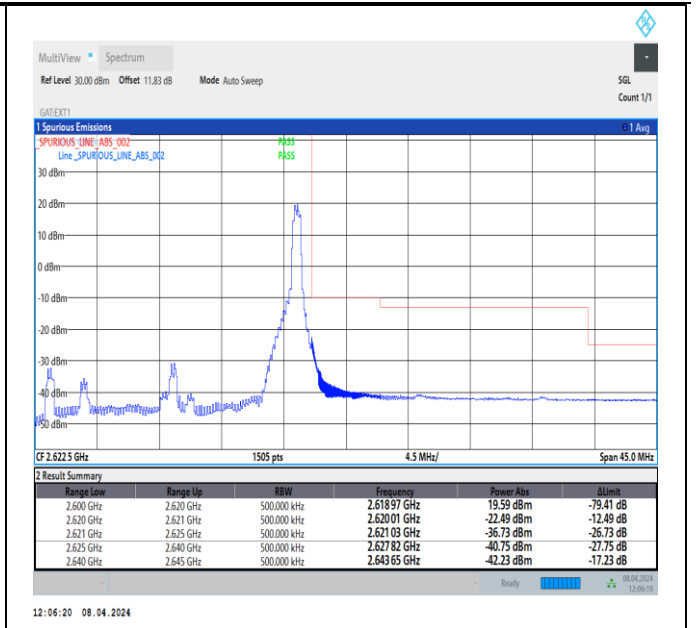 MultiView Spectrum
Ref Level 30.00 dBm Offset 11.83 dB Mode Auto Sweep SGL
Count 1/1
GAT:EXT1
1 Spurious Emissions 1 Avg
_SPURIOUS_LINE_ABS_002 PASS
Line _SPURIOUS_LINE_ABS_002 PASS
30 dBm
20 dBm
10 dBm
0 dBm
-10 dBm
-20 dBm
-30 dBm
-40 dBm
-50 dBm
CF 2.622 5 GHz 1505 pts 4.5 MHz/ Span 45.0 MHz
2 Result Summary
Range Low Range Up RBW Frequency Power Abs ΔLimit
2.600 GHz 2.620 GHz 500.000 kHz 2.618 97 GHz 19.59 dBm -79.41 dB
2.620 GHz 2.621 GHz 500.000 kHz 2.620 01 GHz -22.49 dBm -12.49 dB
2.621 GHz 2.625 GHz 500.000 kHz 2.621 03 GHz -36.73 dBm -26.73 dB
2.625 GHz 2.640 GHz 500.000 kHz 2.627 82 GHz -40.75 dBm -27.75 dB
2.640 GHz 2.645 GHz 500.000 kHz 2.643 65 GHz -42.23 dBm -17.23 dB
Ready 08.04.2024
12:06:19
12:06:20 08.04.2024